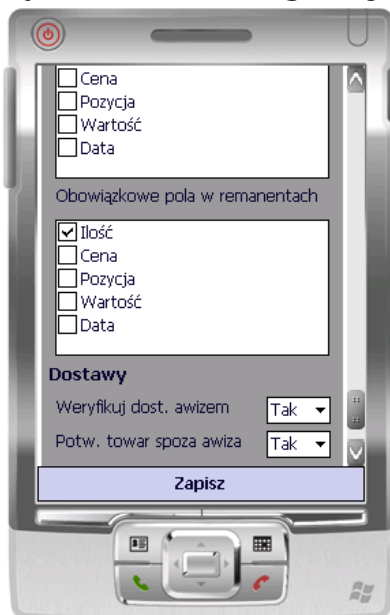 Cena
Pozycja
Wartość
Data
Obowiązkowe pola w remanentach
Ilość
Cena
Pozycja
Wartość
Data
Dostawy
Weryfikuj dost. awizem Tak
Potw. towar spoza awiza Tak
Zapisz